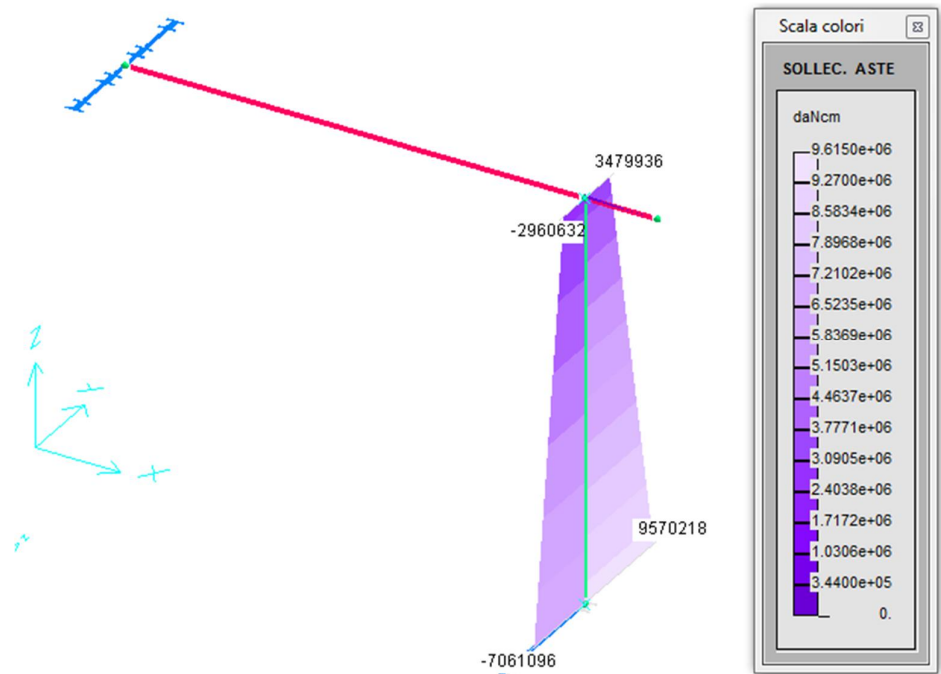 Scala colori
SOLLEC. ASTE
daNcm
9.6150e+06
9.2700e+06
8.5834e+06
7.8968e+06
7.2102e+06
6.5235e+06
5.8369e+06
5.1503e+06
4.4637e+06
3.7771e+06
3.0905e+06
2.4038e+06
1.7172e+06
1.0306e+06
3.4400e+05
0.
3479936
-2960632
9570218
-7061096
Z
Y
X